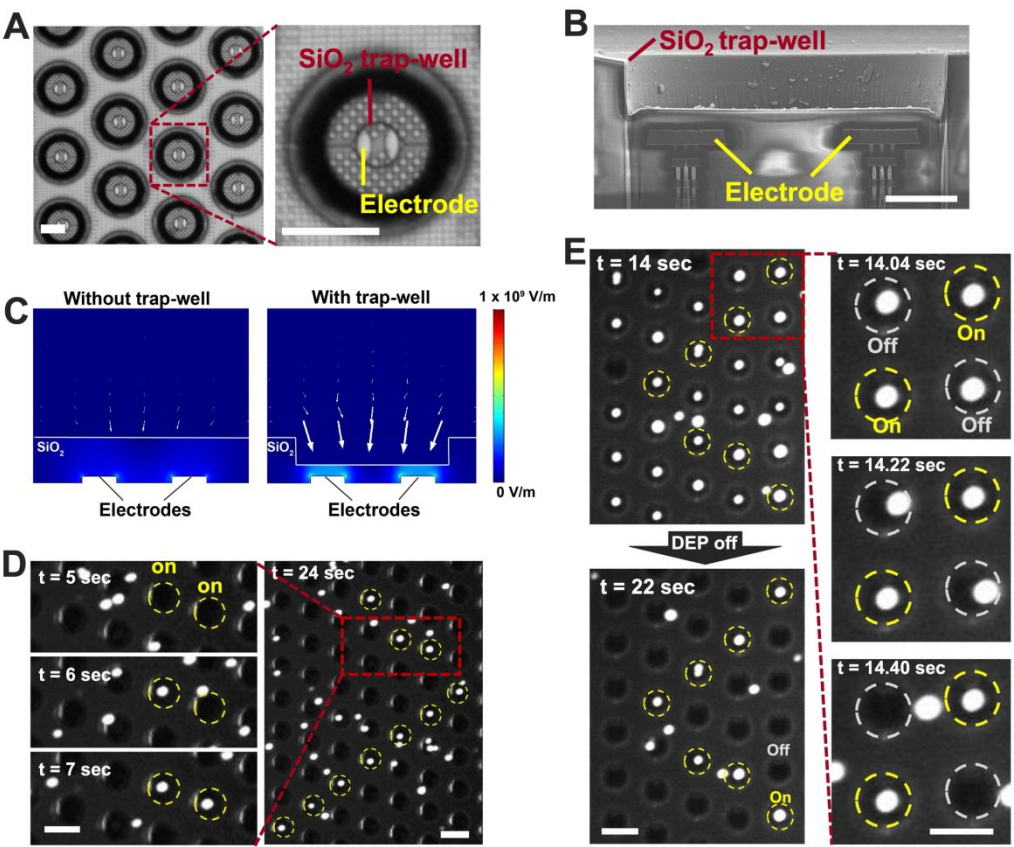 A
SiO₂ trap-well
Electrode
B
SiO₂ trap-well
Electrode
C
Without trap-well
With trap-well
1 x 10⁹ V/m
SiO₂
SiO₂
0 V/m
Electrodes
Electrodes
D
t = 5 sec
on
on
t = 6 sec
t = 7 sec
t = 24 sec
E
t = 14 sec
DEP off
t = 22 sec
Off
On
t = 14.04 sec
Off
On
On
Off
t = 14.22 sec
t = 14.40 sec